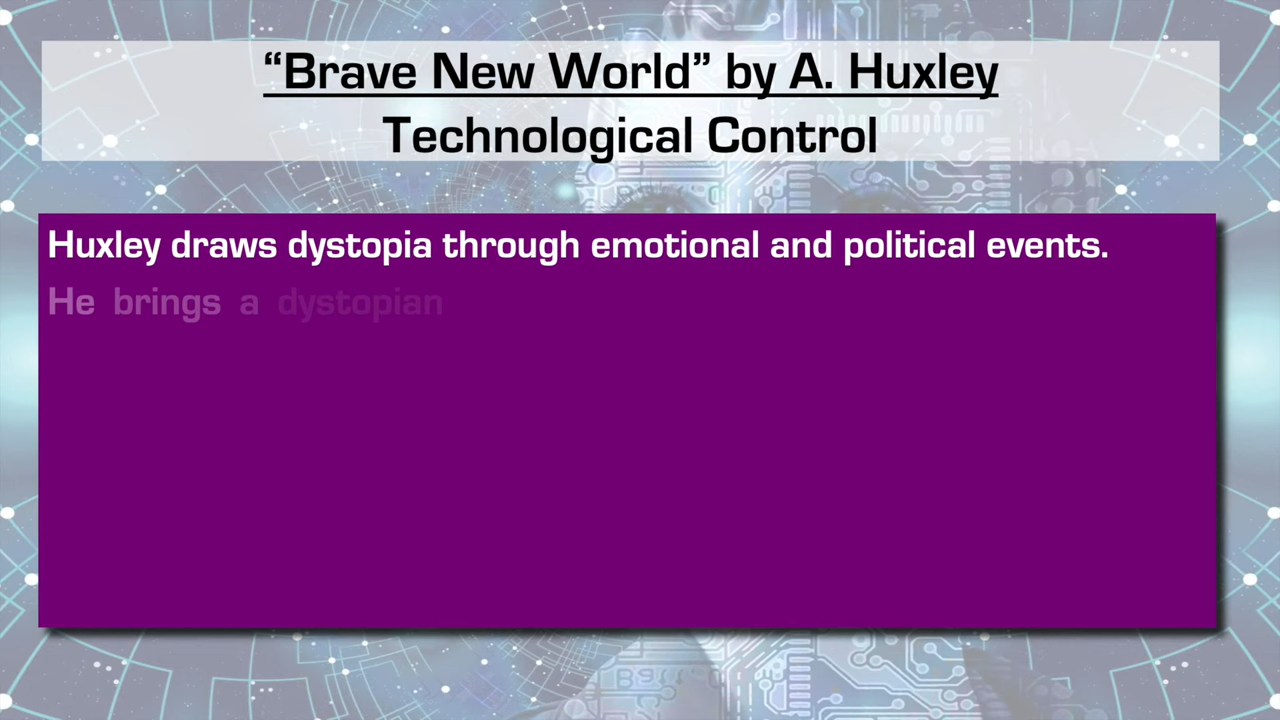 “Brave New World” by A. Huxley
Technological Control
Huxley draws dystopia through emotional and political events.
He brings a dystopian